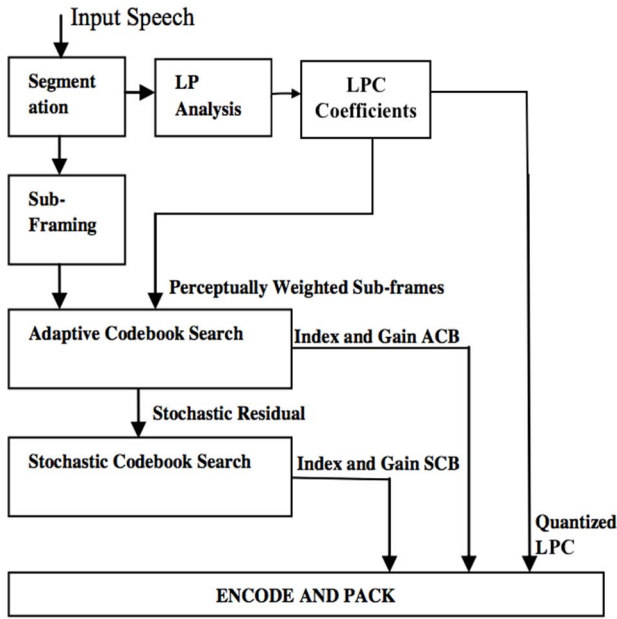 Input Speech
Segment
ation
LP
Analysis
LPC
Coefficients
Sub-
Framing
Perceptually Weighted Sub-frames
Adaptive Codebook Search
Index and Gain ACB
Stochastic Residual
Stochastic Codebook Search
Index and Gain SCB
Quantized
LPC
ENCODE AND PACK